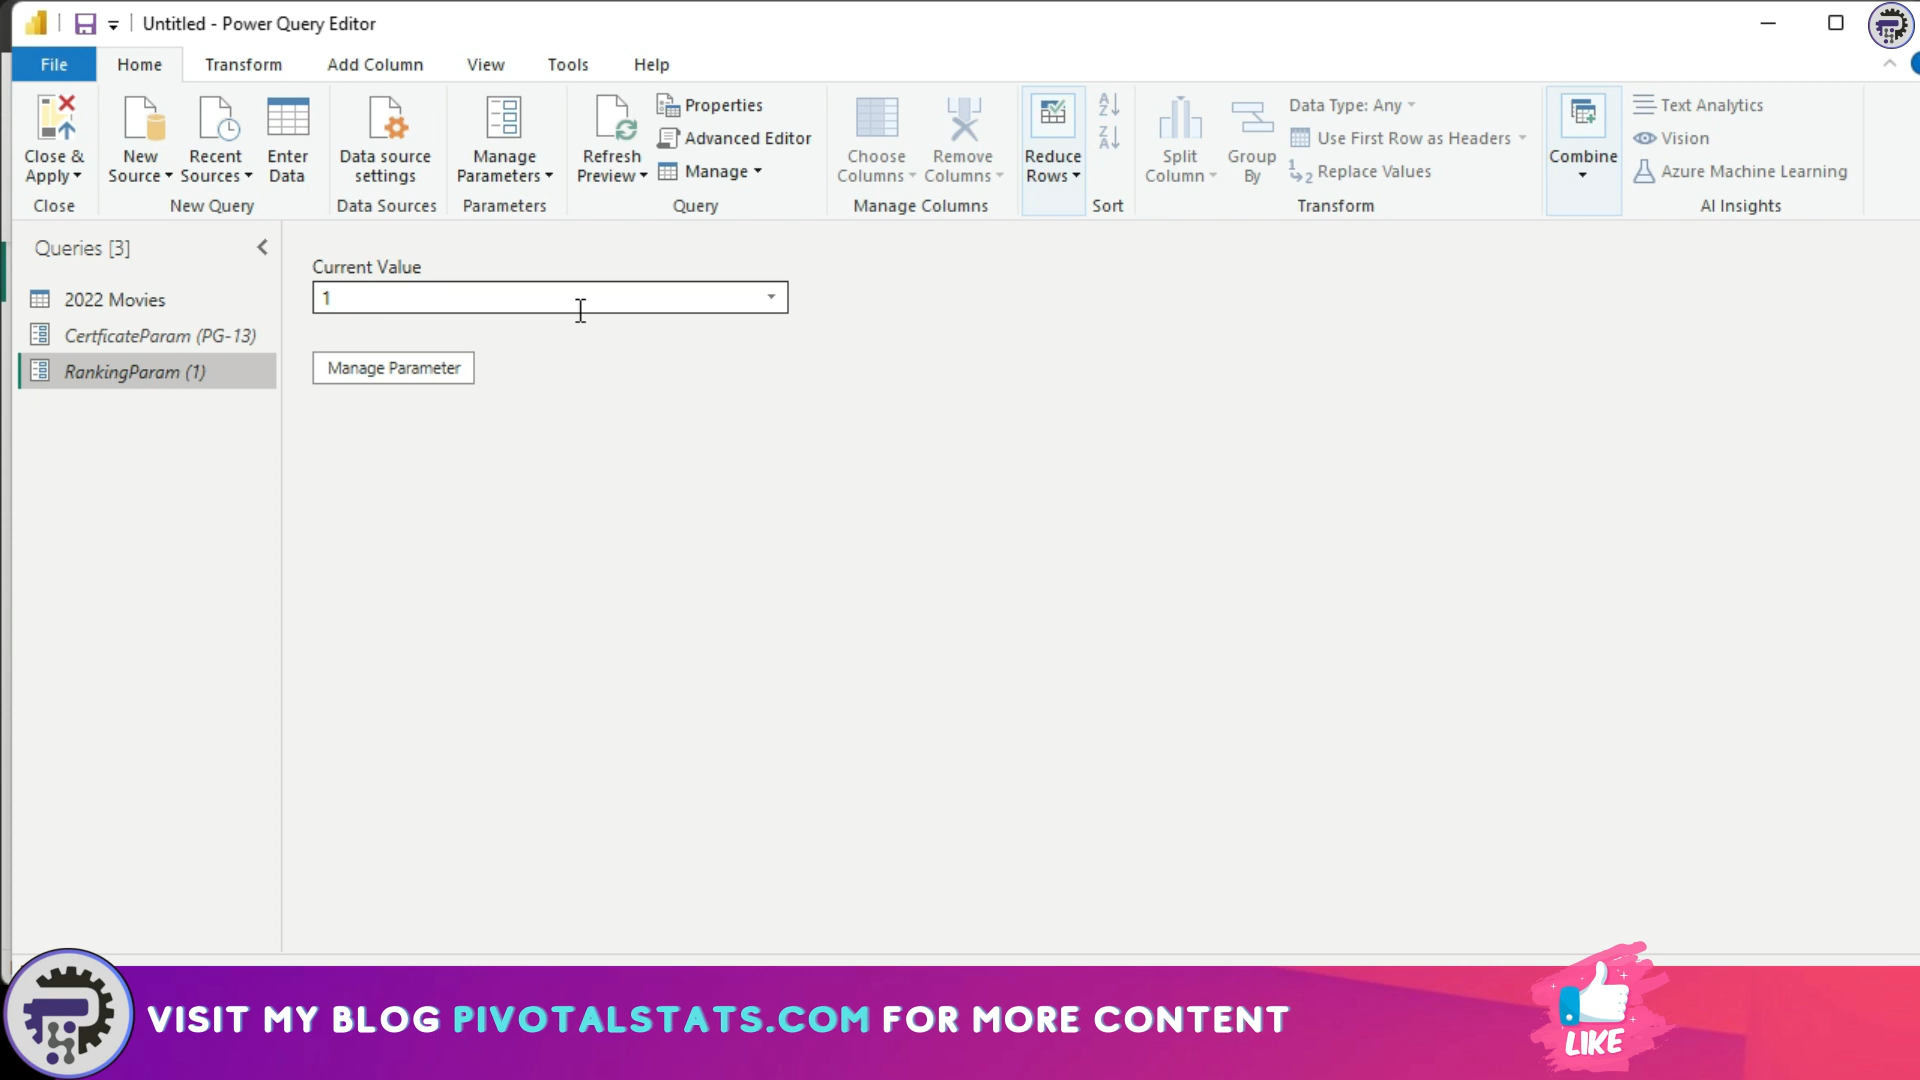 Untitled - Power Query Editor
File Home Transform Add Column View Tools Help
Close & Apply
New Source
Recent Sources
Enter Data
Data source settings
Manage Parameters
Refresh Preview
Properties
Advanced Editor
Manage
Choose Columns
Remove Columns
Reduce Rows
A Z
Z A
Split Column
Group By
Data Type: Any
Use First Row as Headers
1 2 Replace Values
Combine
Text Analytics
Vision
Azure Machine Learning
Close New Query Data Sources Parameters Query Manage Columns Sort Transform AI Insights
Queries [3]
2022 Movies
CertficateParam (PG-13)
RankingParam (1)
Current Value
1
Manage Parameter
VISIT MY BLOG PIVOTALSTATS.COM FOR MORE CONTENT
LIKE